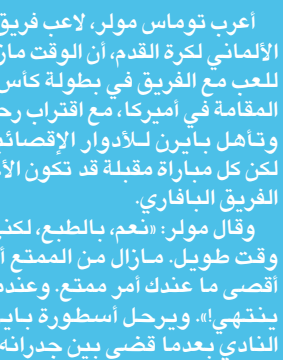 أعرب توماس مولر، لاعب فريق
الألماني لكرة القدم، أن الوقت مازا
للعب مع الفريق في بطولة كأس
المقامة في أميركا، مع اقتراب رح
وتأهل بايرن للأدوار الإقصائي
لكن كل مباراة مقبلة قد تكون الأ
الفريق البافاري.
وقال مولر: «نعم، بالطبع، لكن
وقت طويل. مازال من الممتع أ
أقصى ما عندك أمر ممتع. وعندم
ينتهي!». ويرحل أسطورة باي
النادي بعدما قضى بين جدرانه